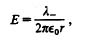 E = λ₋ / 2πϵ₀r ,